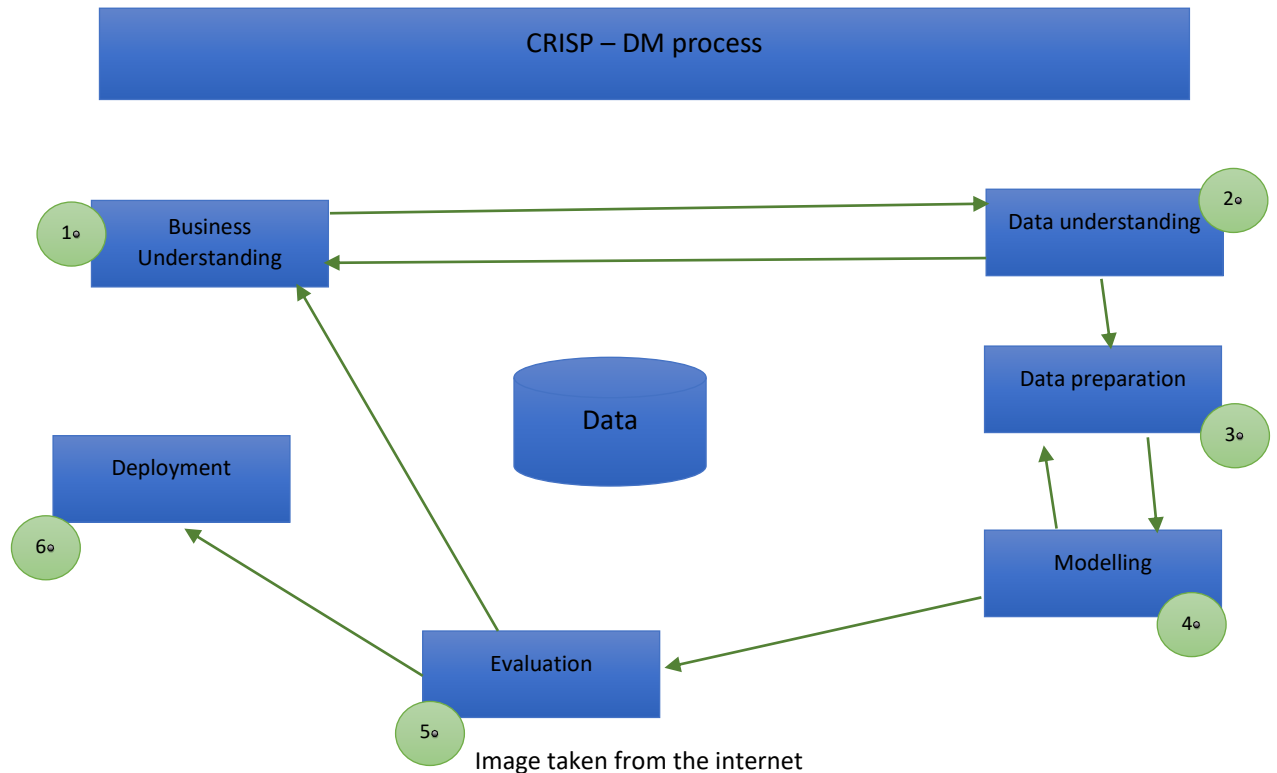 CRISP – DM process
1
Business
Understanding
Data understanding
2
Data preparation
3
Data
Deployment
6
Modelling
4
Evaluation
5
Image taken from the internet